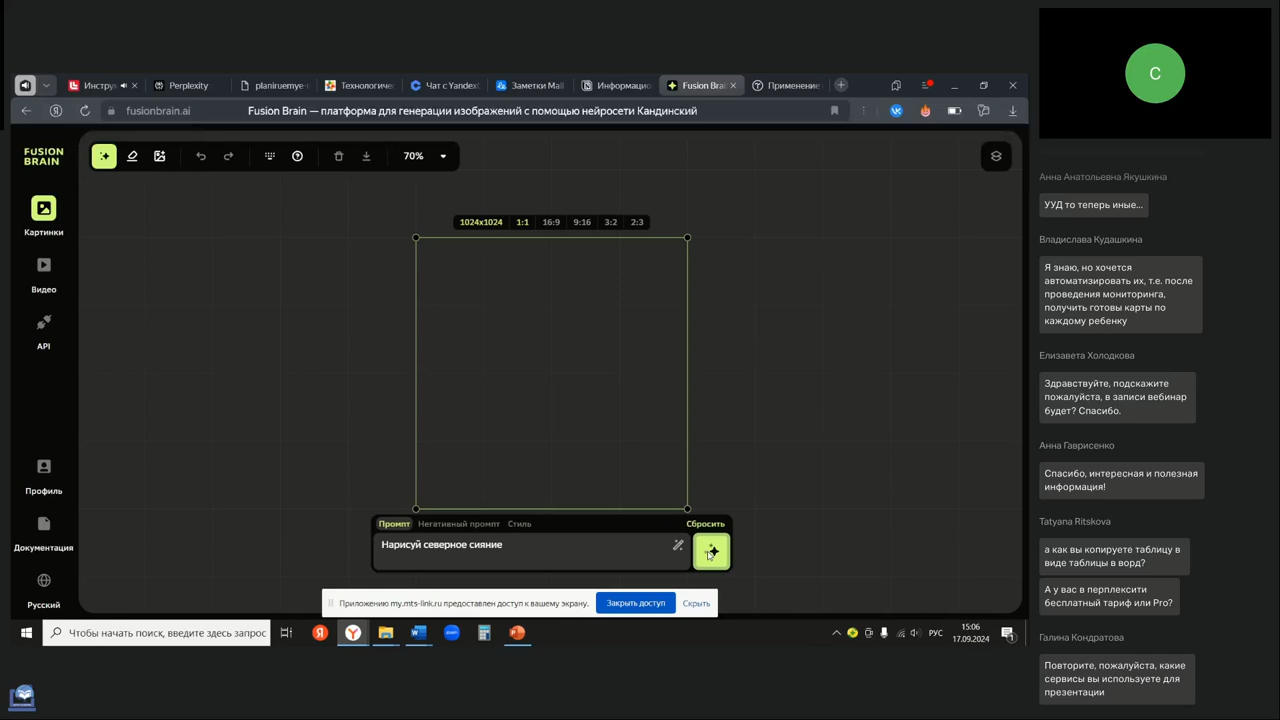 Инструк
Perplexity
planiruemye-
Технологиче
Чат с Yandex
Заметки Mail
Информацио
Fusion Brai
Применение
fusionbrain.ai
Fusion Brain — платформа для генерации изображений с помощью нейросети Кандинский
FUSION
BRAIN
70%
Картинки
Видео
API
Профиль
Документация
Русский
1024x1024 1:1 16:9 9:16 3:2 2:3
Промпт Негативный промпт Стиль Сбросить
Нарисуй северное сияние
Приложению my.mts-link.ru предоставлен доступ к вашему экрану. Закрыть доступ Скрыть
Чтобы начать поиск, введите здесь запрос
РУС
15:06
17.09.2024
С
Анна Анатольевна Якушкина
УУД то теперь иные...
Владислава Кудашкина
Я знаю, но хочется
автоматизировать их, т.е. после
проведения мониторинга,
получить готовы карты по
каждому ребенку
Елизавета Холодкова
Здравствуйте, подскажите
пожалуйста, в записи вебинар
будет? Спасибо.
Анна Гаврисенко
Спасибо, интересная и полезная
информация!
Tatyana Ritskova
а как вы копируете таблицу в
виде таблицы в ворд?
А у вас в перплексити
бесплатный тариф или Pro?
Галина Кондратова
Повторите, пожалуйста, какие
сервисы вы используете для
презентации